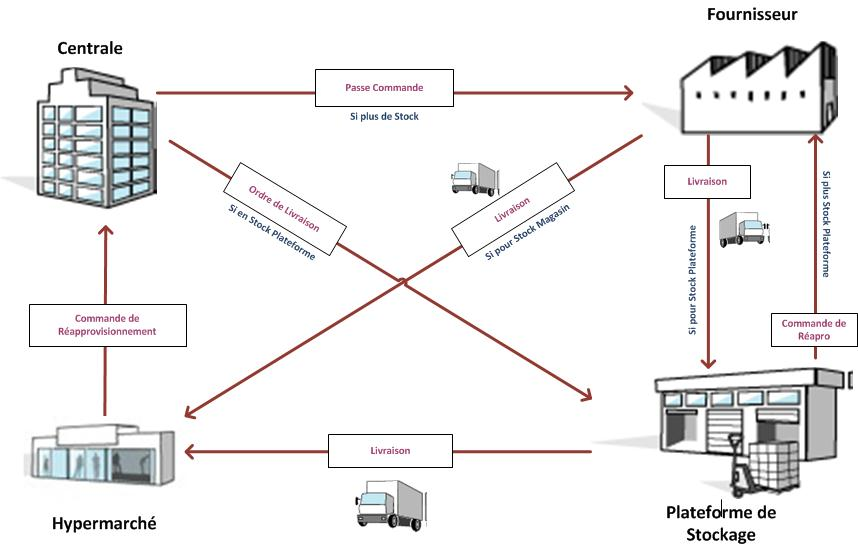 Fournisseur
Centrale
Passe Commande
Si plus de Stock
Ordre de Livraison
Si en Stock Plateforme
Livraison
Si pour Stock Magasin
Livraison
Si pour Stock Plateforme
Si plus Stock Plateforme
Commande de
Réapprovisionnement
Commande de
Réapro
Livraison
Hypermarché
Plateforme de
Stockage